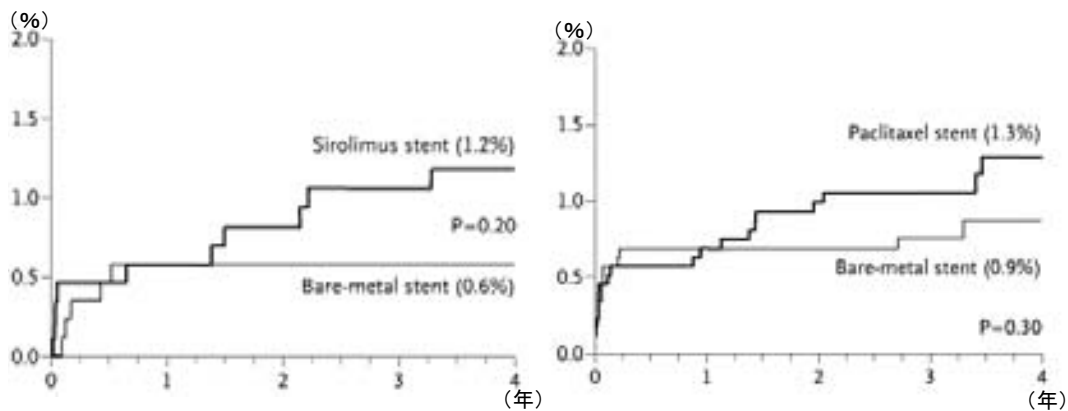 (%)
2.0
1.5
1.0
0.5
0.0
Sirolimus stent (1.2%)
P=0.20
Bare-metal stent (0.6%)
0 1 2 3 4
(年)
(%)
2.0
1.5
1.0
0.5
0.0
Paclitaxel stent (1.3%)
Bare-metal stent (0.9%)
P=0.30
0 1 2 3 4
(年)